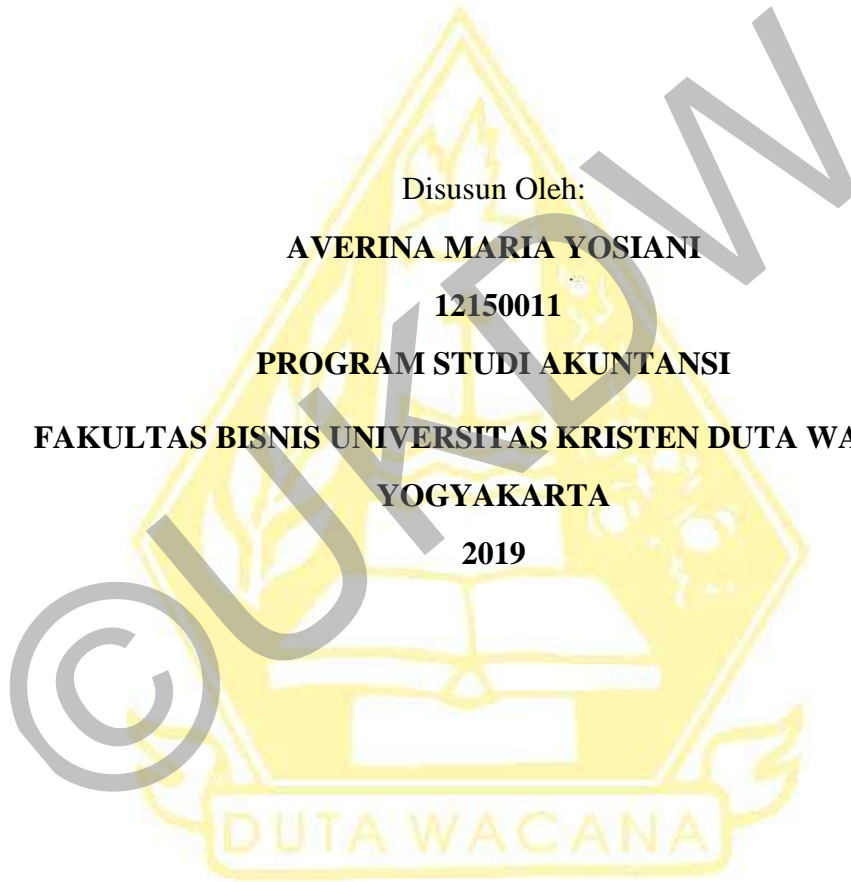 Disusun Oleh:
AVERINA MARIA YOSIANI
12150011
PROGRAM STUDI AKUNTANSI
FAKULTAS BISNIS UNIVERSITAS KRISTEN DUTA WA
YOGYAKARTA
2019
©UKDW
DUTA WACANA